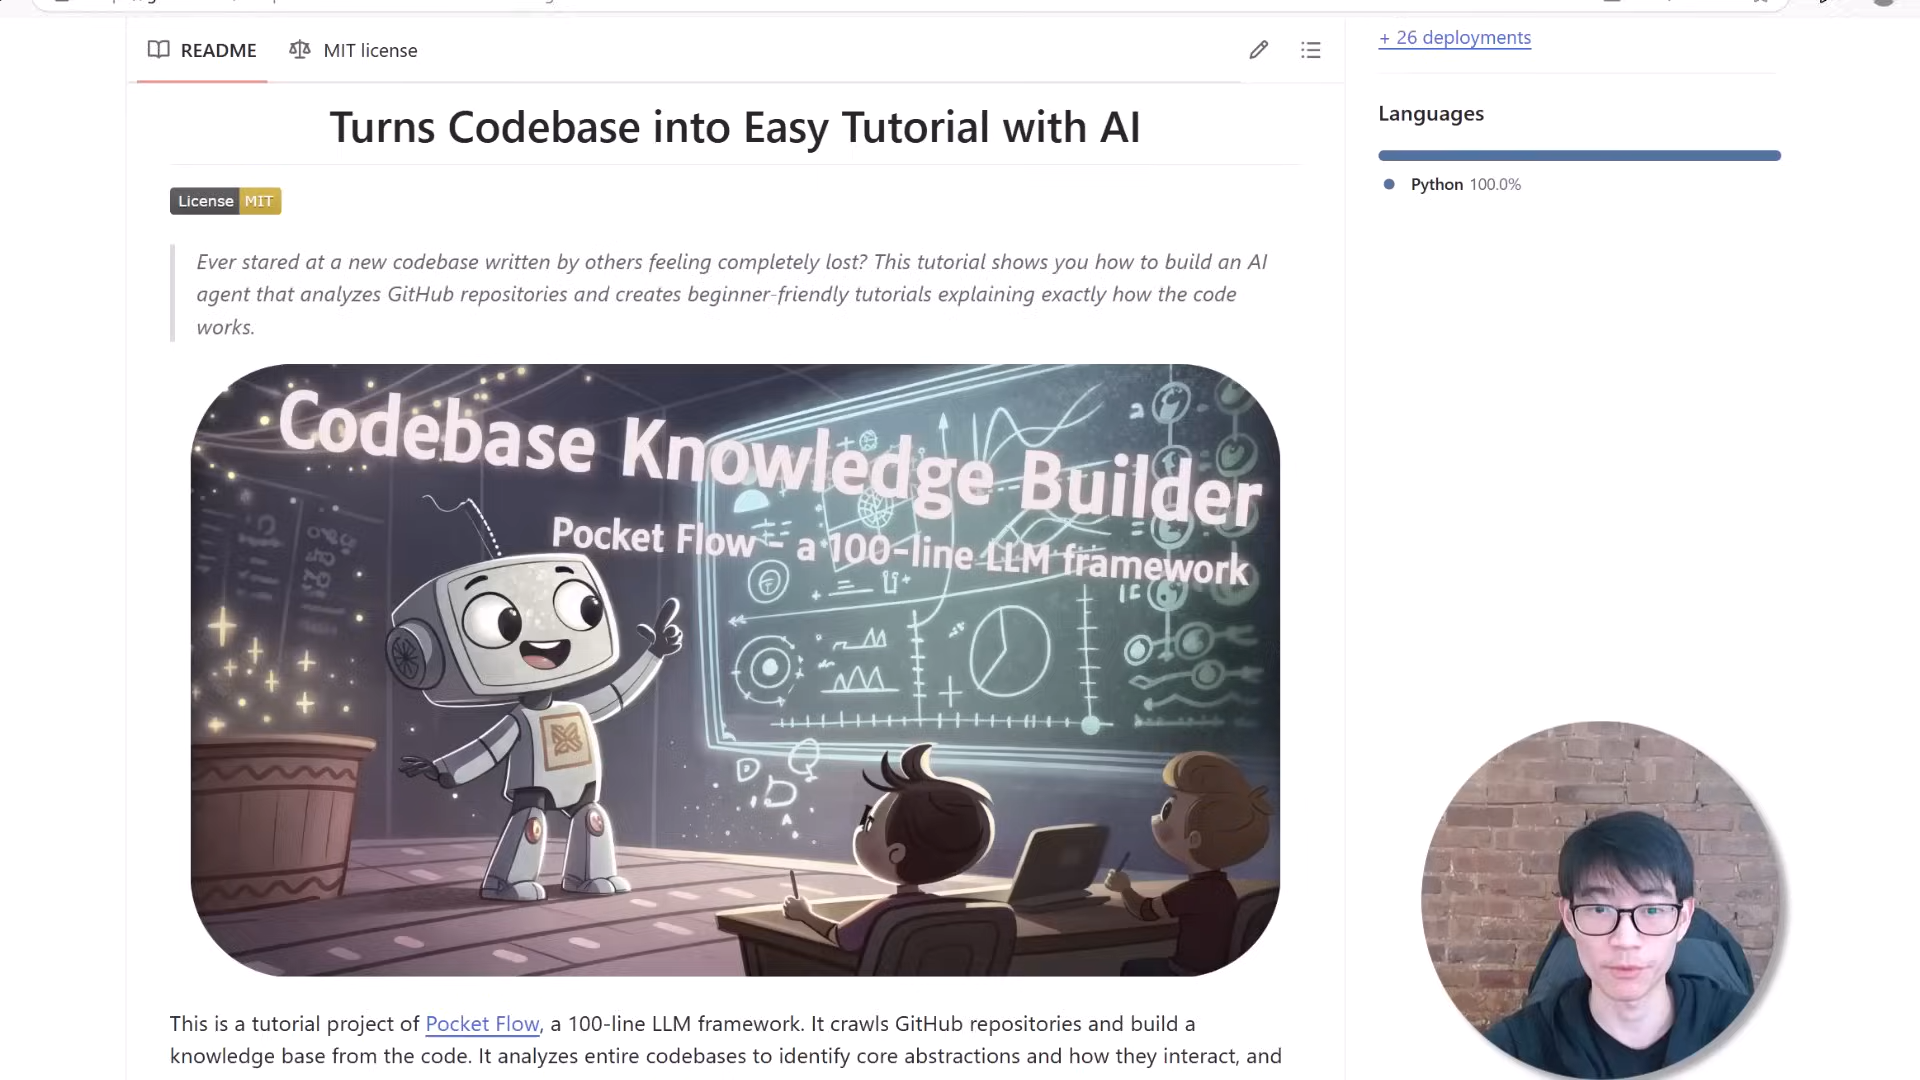 README MIT license
+ 26 deployments
Turns Codebase into Easy Tutorial with AI
Languages
Python 100.0%
License MIT
Ever stared at a new codebase written by others feeling completely lost? This tutorial shows you how to build an AI
agent that analyzes GitHub repositories and creates beginner-friendly tutorials explaining exactly how the code
works.
Codebase Knowledge Builder
Pocket Flow – a 100-line LLM framework
This is a tutorial project of Pocket Flow, a 100-line LLM framework. It crawls GitHub repositories and build a
knowledge base from the code. It analyzes entire codebases to identify core abstractions and how they interact, and